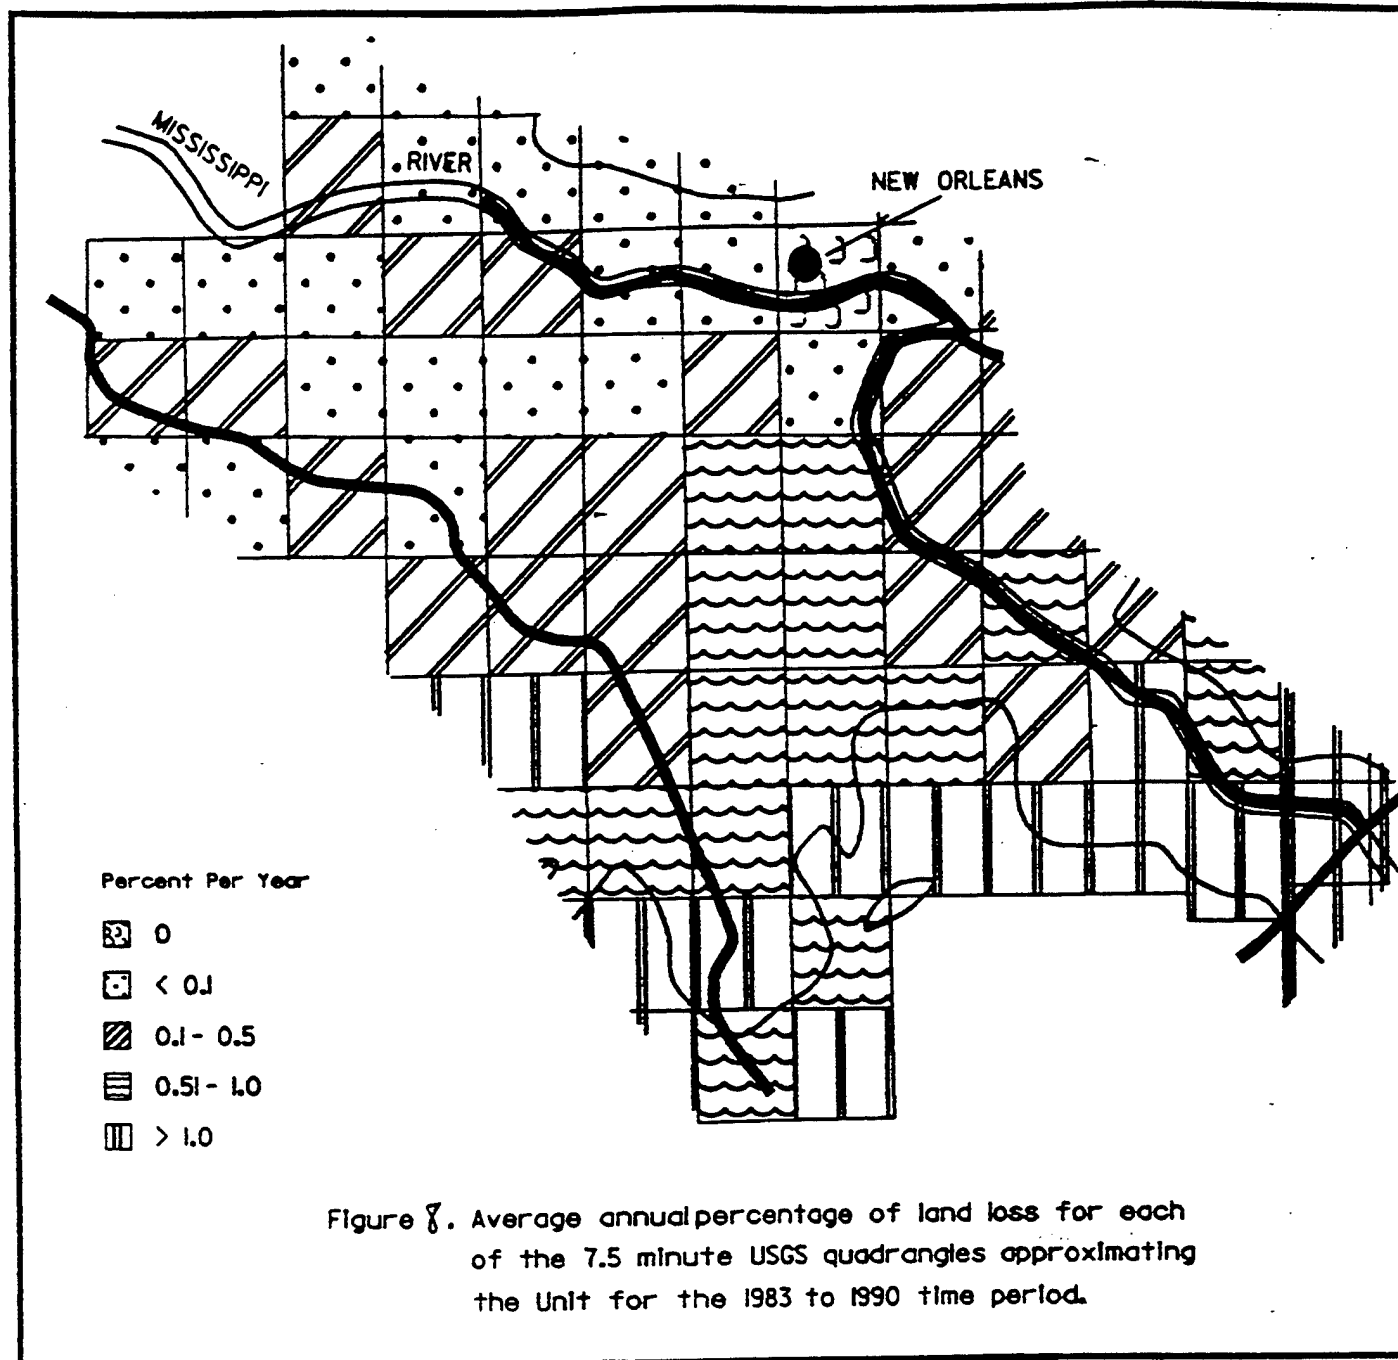 MISSISSIPPI
RIVER
NEW ORLEANS
Percent Per Year
0
< 0.1
0.1 - 0.5
0.51 - 1.0
> 1.0
Figure 8. Average annual percentage of land loss for each
of the 7.5 minute USGS quadrangles approximating
the Unit for the 1983 to 1990 time period.